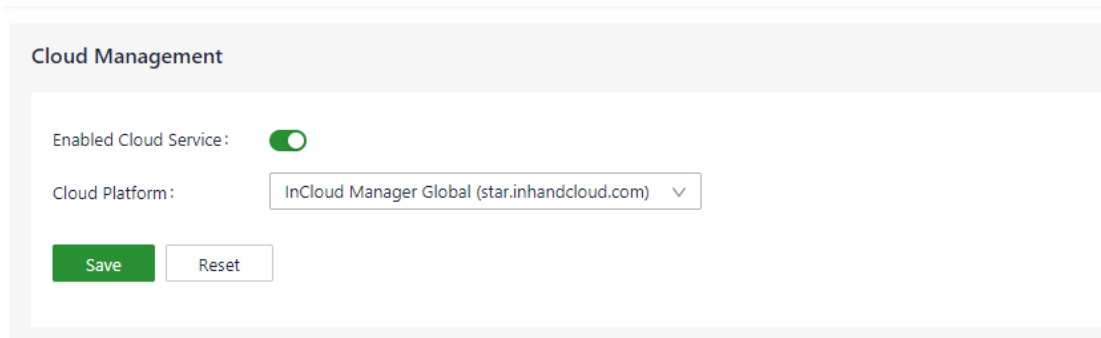 Cloud Management
Enabled Cloud Service:
Cloud Platform: InCloud Manager Global (star.inhandcloud.com)
Save Reset